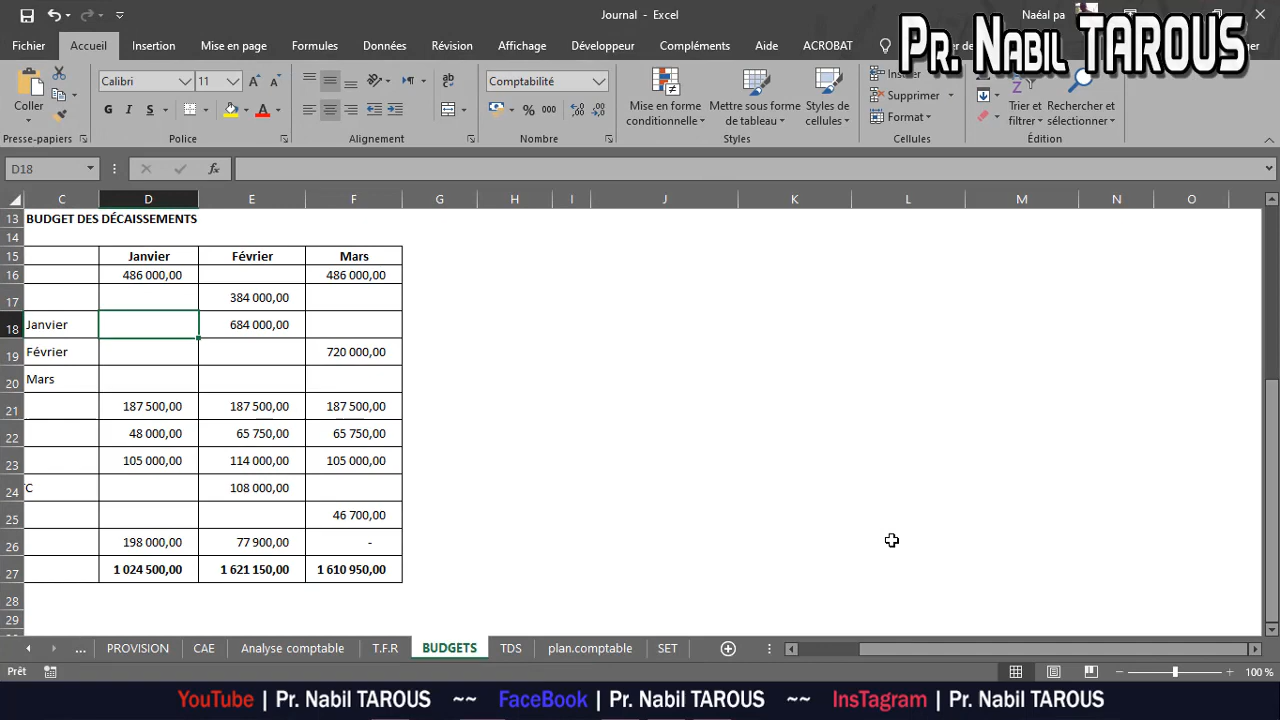 Journal - Excel
Naéal pa
Pr. Nabil TAROUS
Fichier Accueil Insertion Mise en page Formules Données Révision Affichage Développeur Compléments Aide ACROBAT
Coller
Calibri 11
G I S
Comptabilité
% 000
Mise en forme conditionnelle
Mettre sous forme de tableau
Styles de cellules
Supprimer
Format
Trier et filtrer
Rechercher et sélectionner
Presse-papiers Police Alignement Nombre Styles Cellules Édition
D18 fx
C D E F G H I J K L M N O
13 BUDGET DES DÉCAISSEMENTS
14
15 Janvier Février Mars
16 486 000,00 486 000,00
17 384 000,00
18 Janvier 684 000,00
19 Février 720 000,00
20 Mars
21 187 500,00 187 500,00 187 500,00
22 48 000,00 65 750,00 65 750,00
23 105 000,00 114 000,00 105 000,00
24 C 108 000,00
25 46 700,00
26 198 000,00 77 900,00 -
27 1 024 500,00 1 621 150,00 1 610 950,00
28
29
... PROVISION CAE Analyse comptable T.F.R BUDGETS TDS plan.comptable SET
Prêt 100 %
YouTube | Pr. Nabil TAROUS ~~ FaceBook | Pr. Nabil TAROUS ~~ InsTagram | Pr. Nabil TAROUS